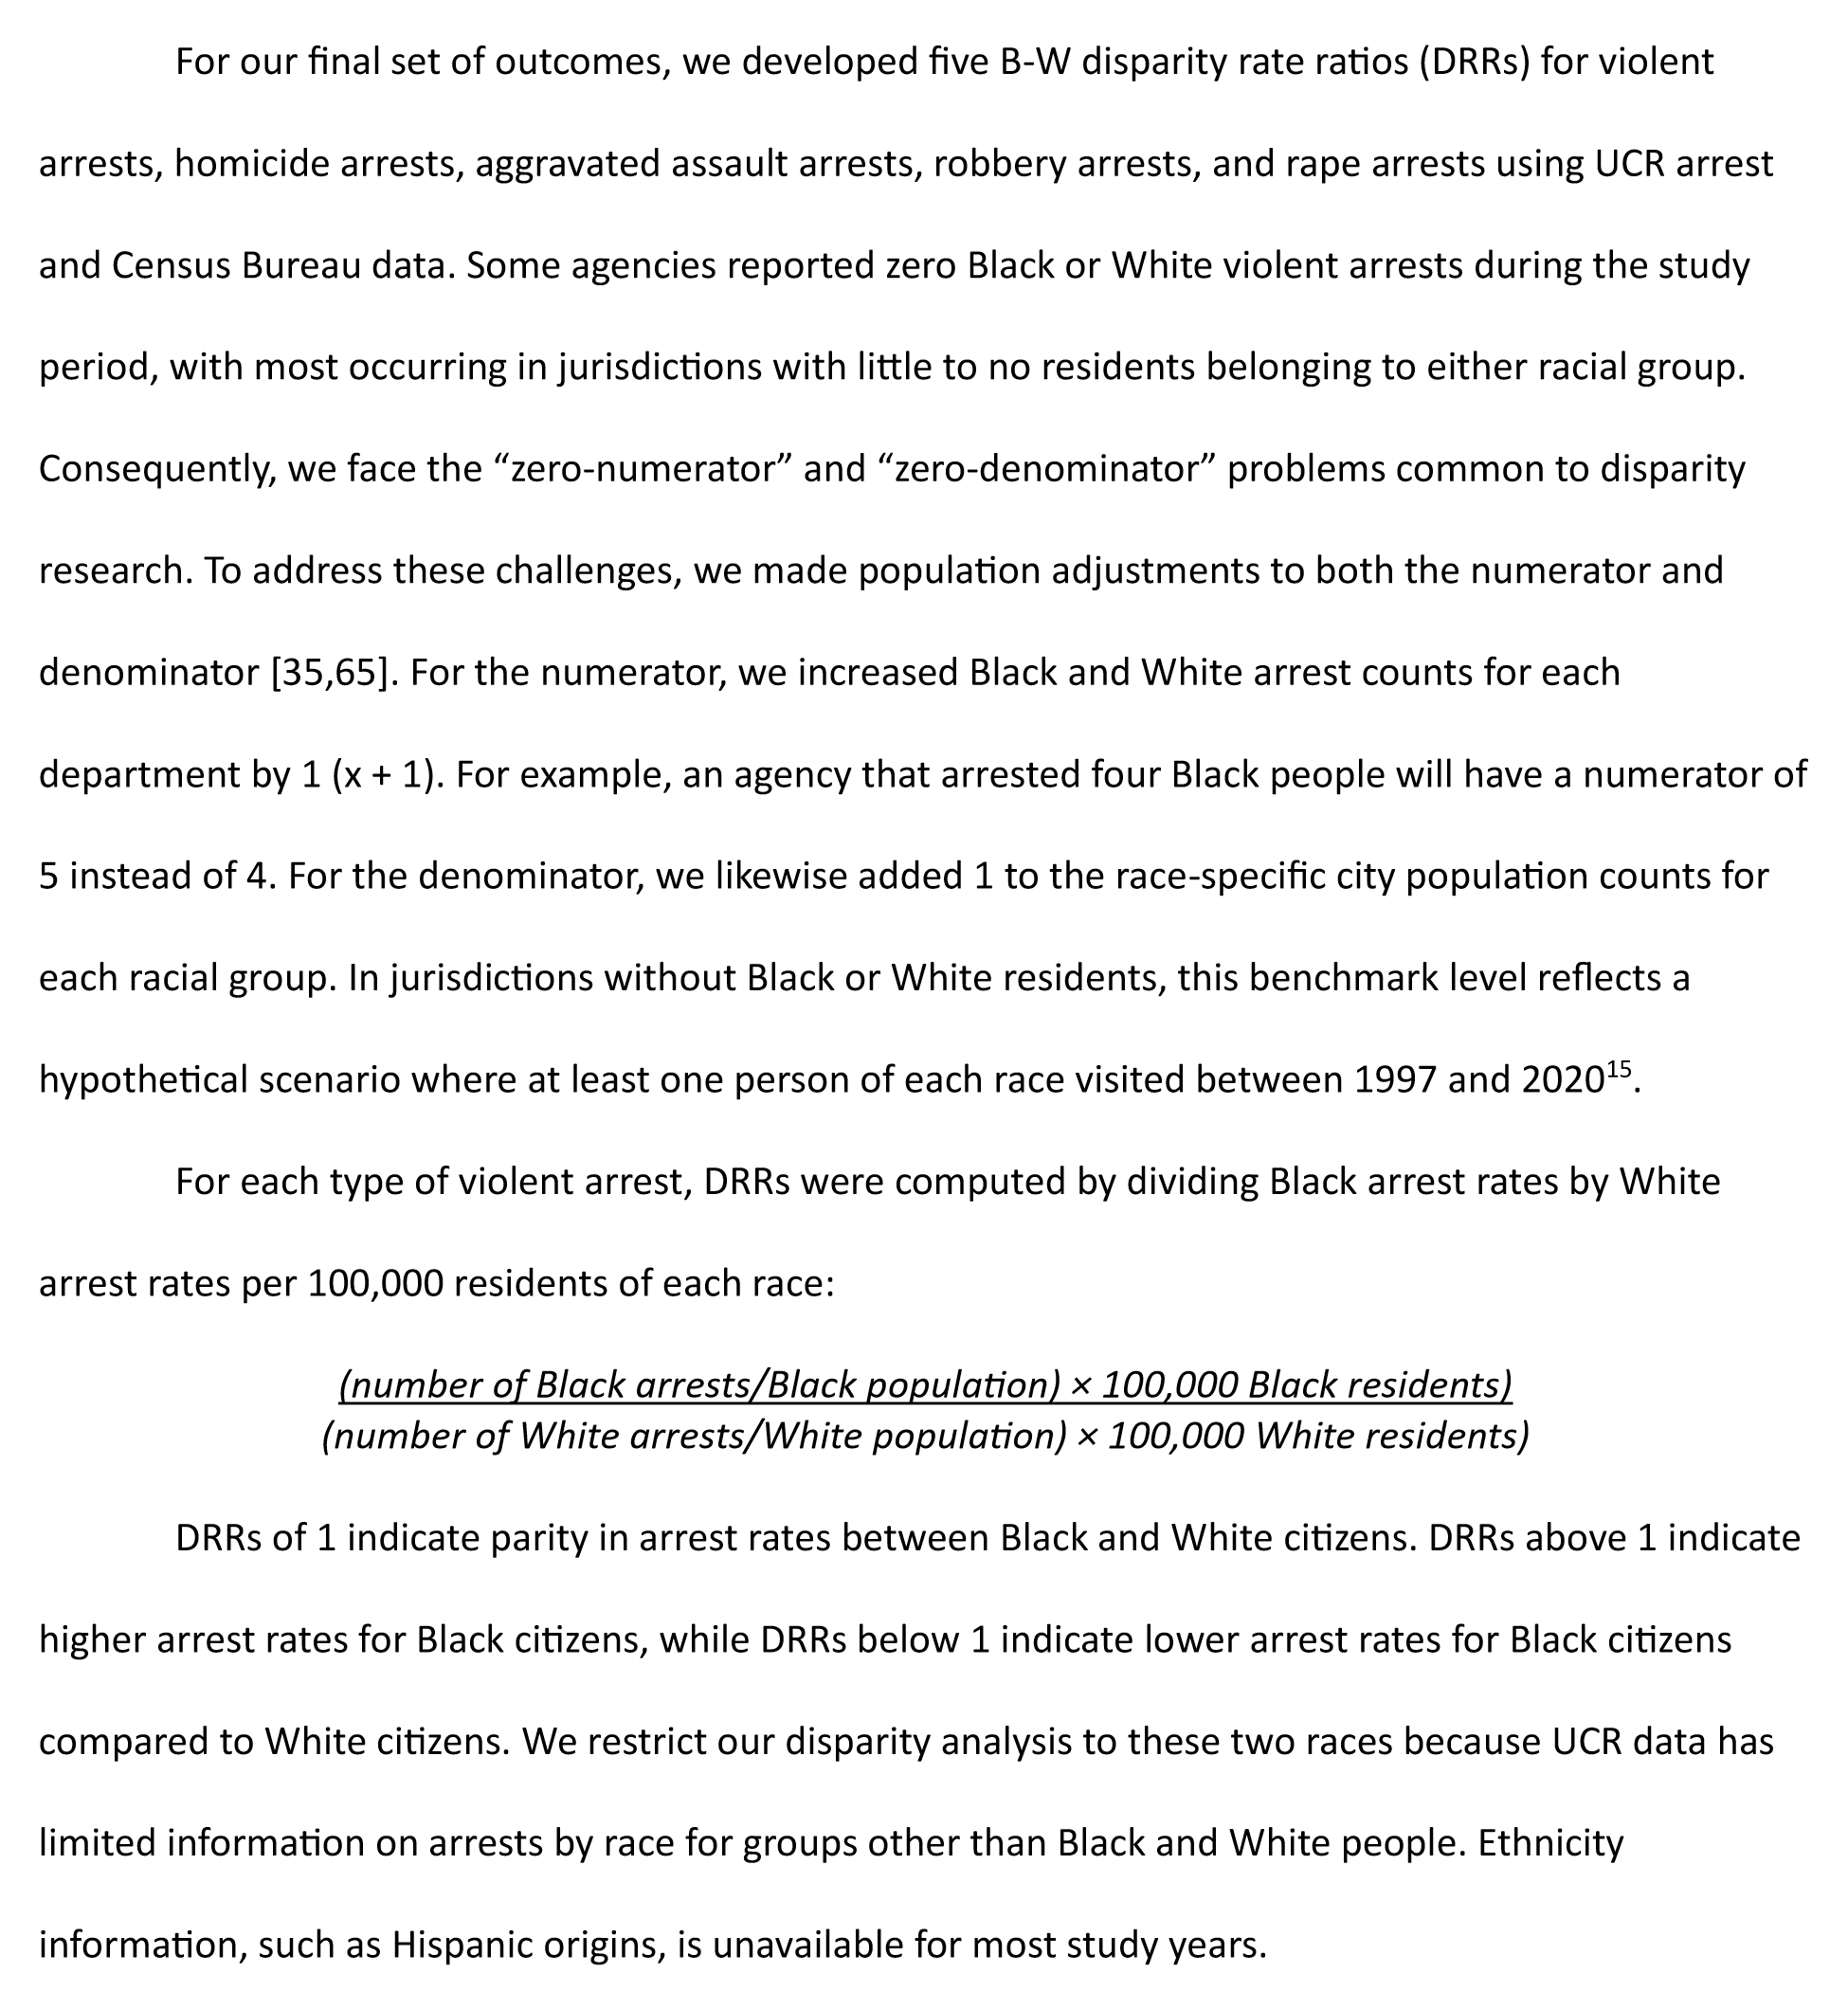 For our final set of outcomes, we developed five B-W disparity rate ratios (DRRs) for violent
arrests, homicide arrests, aggravated assault arrests, robbery arrests, and rape arrests using UCR arrest
and Census Bureau data. Some agencies reported zero Black or White violent arrests during the study
period, with most occurring in jurisdictions with little to no residents belonging to either racial group.
Consequently, we face the “zero-numerator” and “zero-denominator” problems common to disparity
research. To address these challenges, we made population adjustments to both the numerator and
denominator [35,65]. For the numerator, we increased Black and White arrest counts for each
department by 1 (x + 1). For example, an agency that arrested four Black people will have a numerator of
5 instead of 4. For the denominator, we likewise added 1 to the race-specific city population counts for
each racial group. In jurisdictions without Black or White residents, this benchmark level reflects a
hypothetical scenario where at least one person of each race visited between 1997 and 2020¹⁵.
For each type of violent arrest, DRRs were computed by dividing Black arrest rates by White
arrest rates per 100,000 residents of each race:
(number of Black arrests/Black population) × 100,000 Black residents)
(number of White arrests/White population) × 100,000 White residents)
DRRs of 1 indicate parity in arrest rates between Black and White citizens. DRRs above 1 indicate
higher arrest rates for Black citizens, while DRRs below 1 indicate lower arrest rates for Black citizens
compared to White citizens. We restrict our disparity analysis to these two races because UCR data has
limited information on arrests by race for groups other than Black and White people. Ethnicity
information, such as Hispanic origins, is unavailable for most study years.